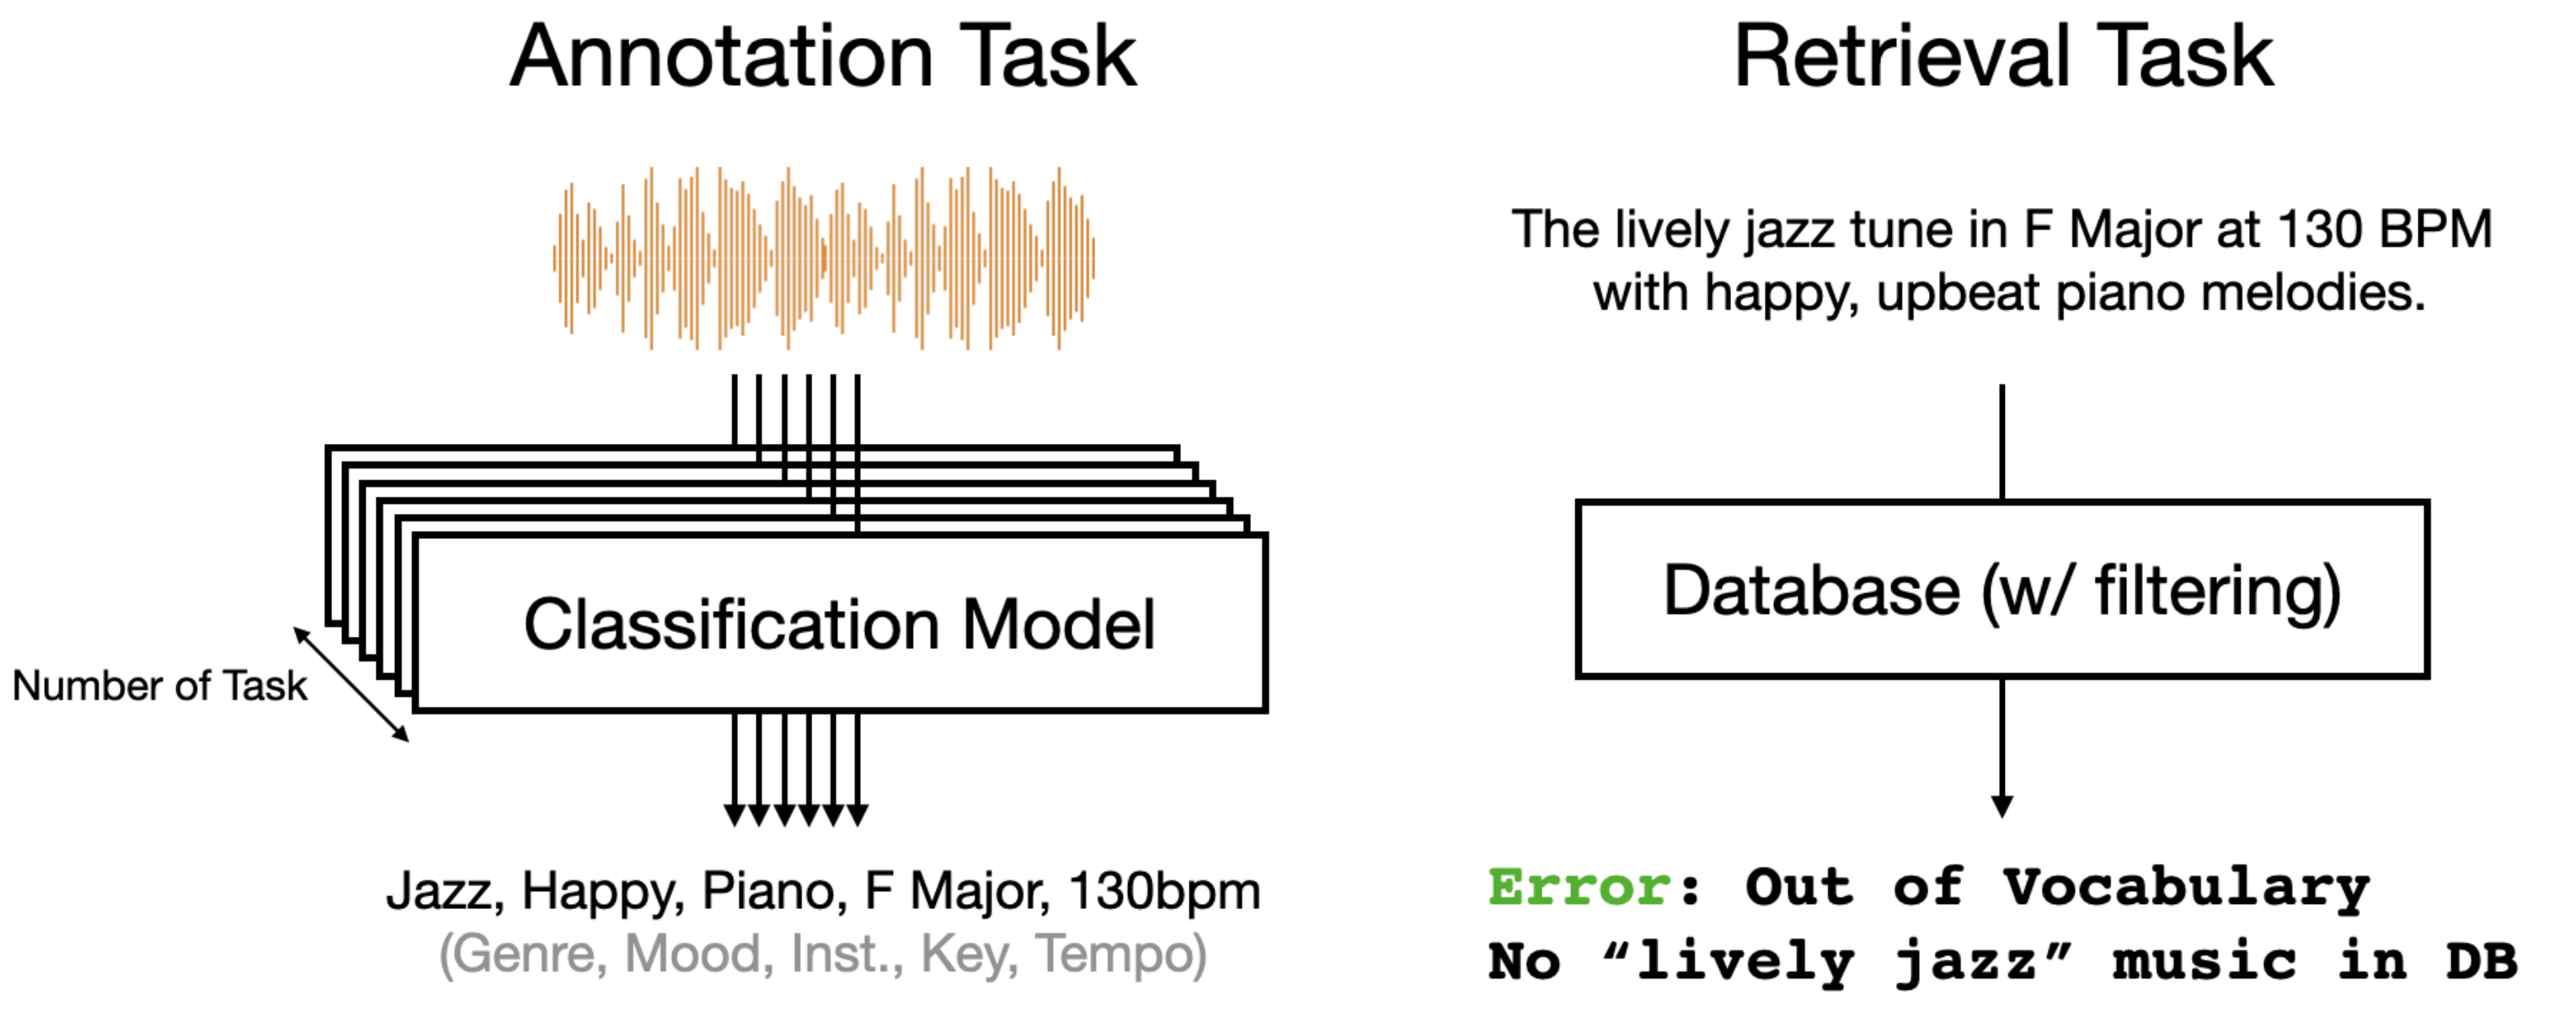 Annotation Task
Number of Task
Classification Model
Jazz, Happy, Piano, F Major, 130bpm
(Genre, Mood, Inst., Key, Tempo)
Retrieval Task
The lively jazz tune in F Major at 130 BPM
with happy, upbeat piano melodies.
Database (w/ filtering)
Error: Out of Vocabulary
No “lively jazz” music in DB